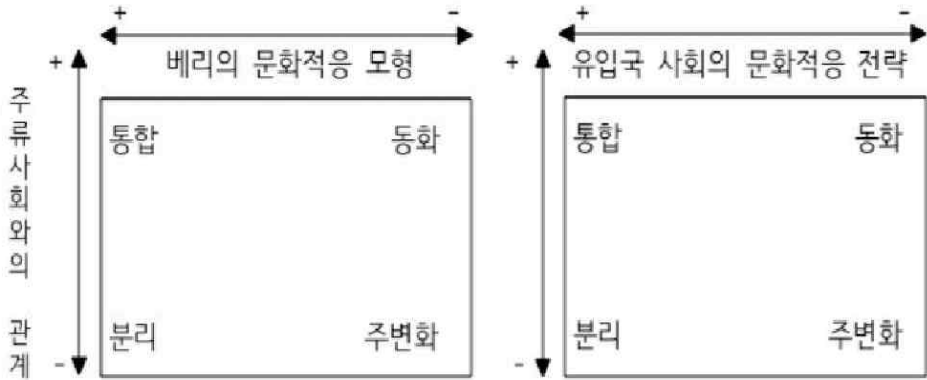 + -
베리의 문화적응 모형
+
-
주류사회와의 관계
통합 동화
분리 주변화
+ -
유입국 사회의 문화적응 전략
+
-
통합 동화
분리 주변화